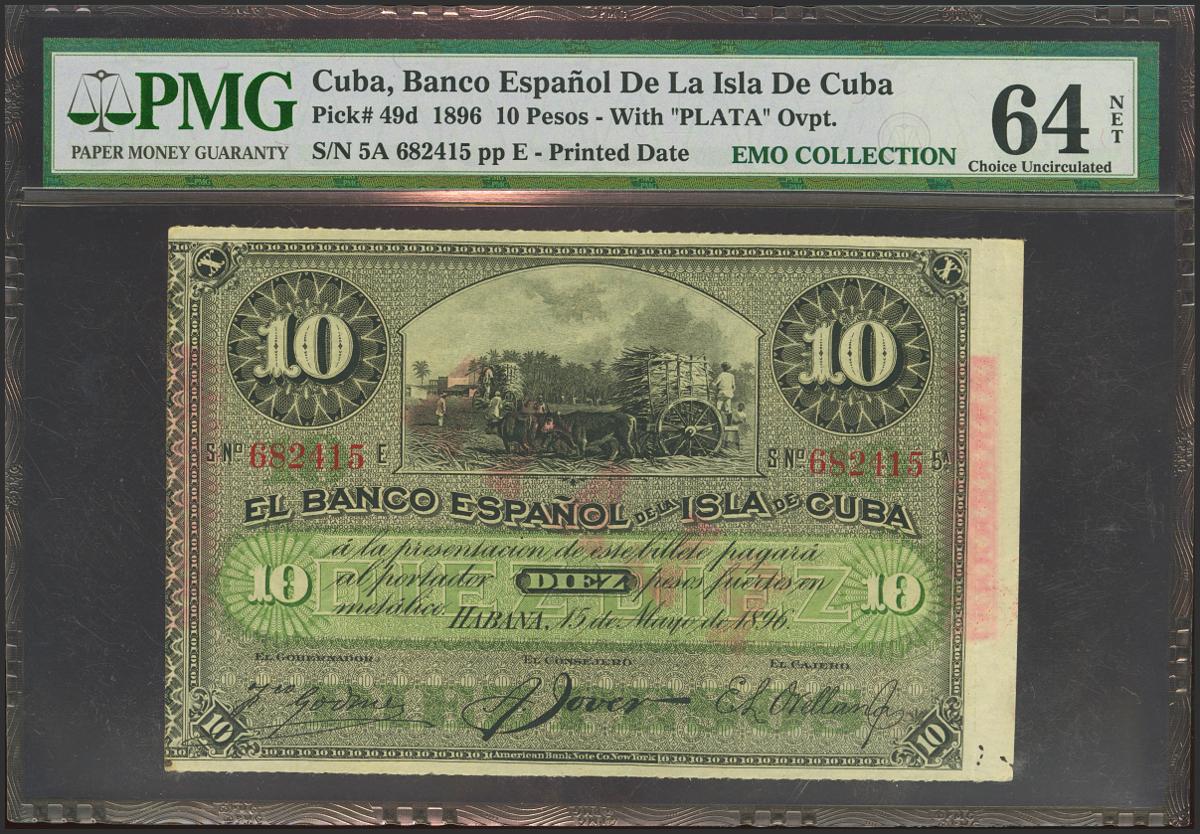 PMG
PAPER MONEY GUARANTY
Cuba, Banco Español De La Isla De Cuba
Pick# 49d 1896 10 Pesos - With "PLATA" Ovpt.
S/N 5A 682415 pp E - Printed Date
EMO COLLECTION
64
NET
Choice Uncirculated
X X
10 10
S. Nº 682415 E
S. Nº 682415 5A
EL BANCO ESPAÑOL DE LA ISLA DE CUBA
á la presentacion de este billete pagará
10 al portador DIEZ pesos fuertes en 10
metálico. HABANA, 15 de Mayo de 1896.
DIEZ DIEZ
EL GOBERNADOR. EL CONSEJERO EL CAJERO
10 10
American Bank Note Co. New York